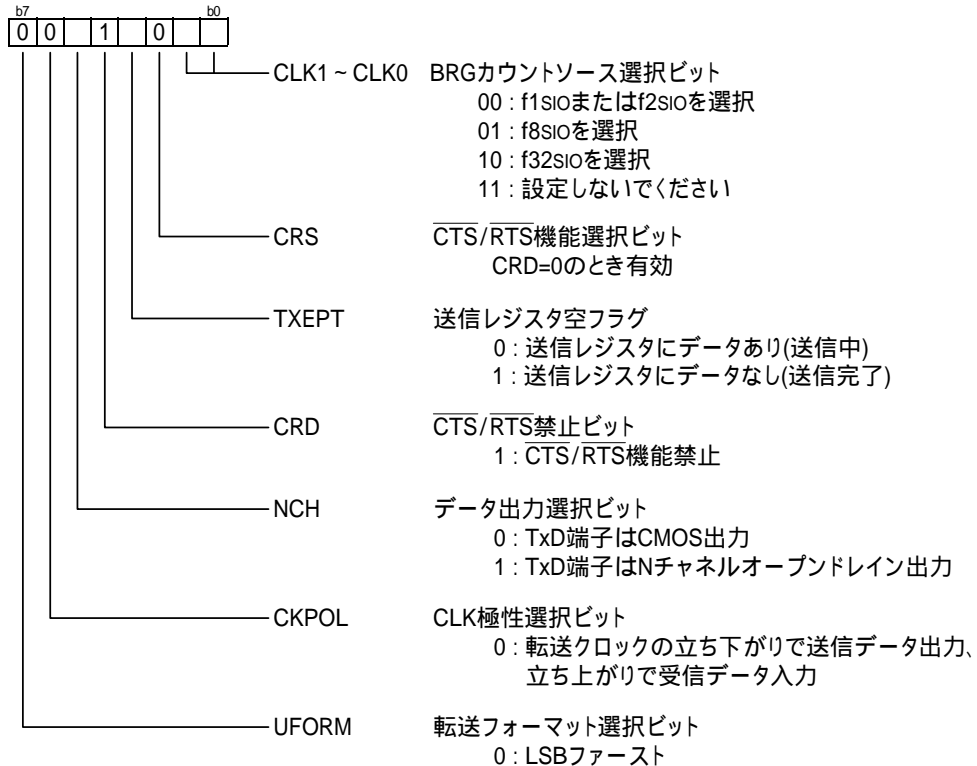 b7 b0
0 0 1 0
CLK1 ~ CLK0 BRGカウントソース選択ビット
00 : f1SIOまたはf2SIOを選択
01 : f8SIOを選択
10 : f32SIOを選択
11 : 設定しないでください
CRS CTS/RTS機能選択ビット
CRD=0のとき有効
TXEPT 送信レジスタ空フラグ
0 : 送信レジスタにデータあり(送信中)
1 : 送信レジスタにデータなし(送信完了)
CRD CTS/RTS禁止ビット
1 : CTS/RTS機能禁止
NCH データ出力選択ビット
0 : TxD端子はCMOS出力
1 : TxD端子はNチャネルオープンドレイン出力
CKPOL CLK極性選択ビット
0 : 転送クロックの立ち下がりで送信データ出力、
立ち上がりで受信データ入力
UFORM 転送フォーマット選択ビット
0 : LSBファースト